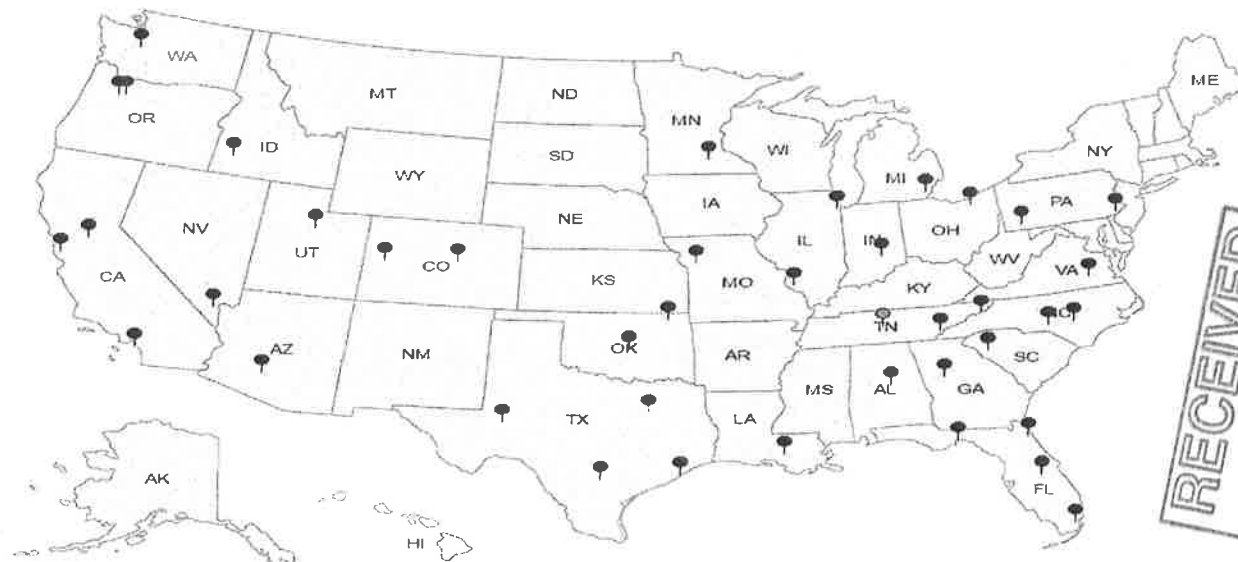 WA
MT
ND
MN
ME
OR
ID
SD
WI
MI
NY
WY
IA
PA
NV
NE
IL
IN
OH
UT
CO
WV
VA
CA
KS
MO
KY
AZ
NM
OK
AR
TN
NC
SC
TX
LA
MS
AL
GA
AK
FL
HI
RECEIVED